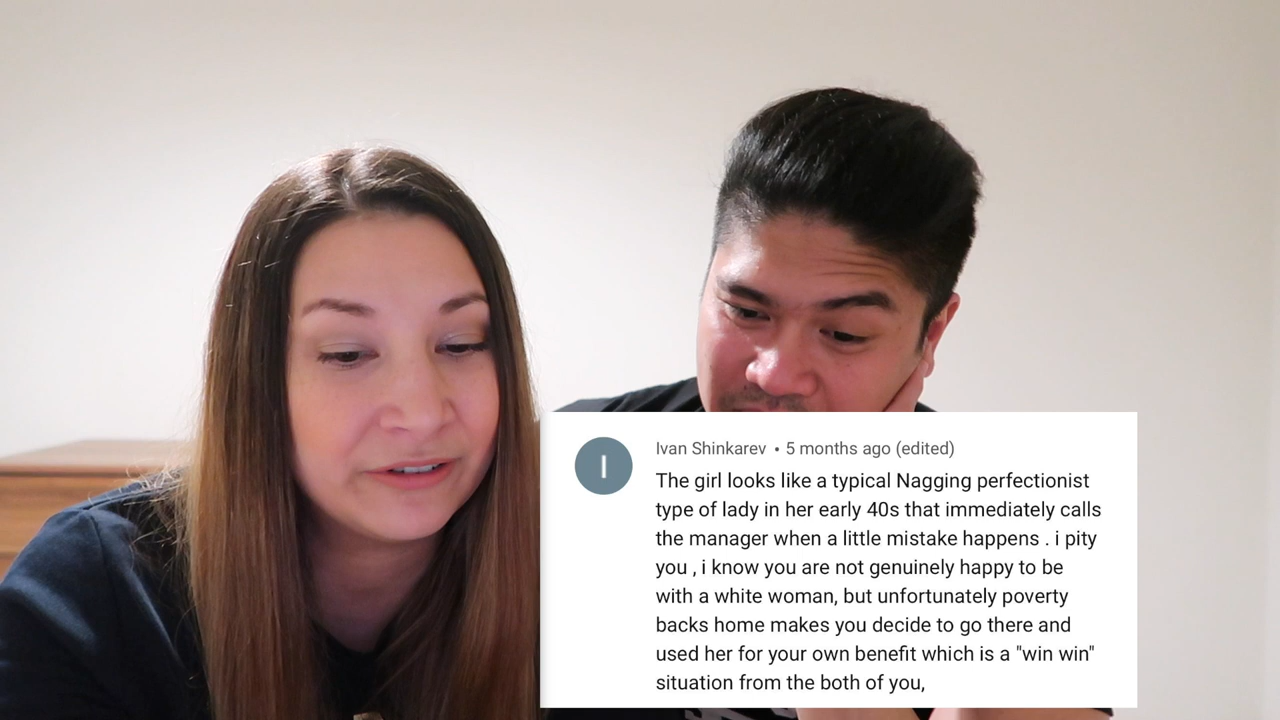 I
Ivan Shinkarev • 5 months ago (edited)
The girl looks like a typical Nagging perfectionist
type of lady in her early 40s that immediately calls
the manager when a little mistake happens . i pity
you , i know you are not genuinely happy to be
with a white woman, but unfortunately poverty
backs home makes you decide to go there and
used her for your own benefit which is a "win win"
situation from the both of you,